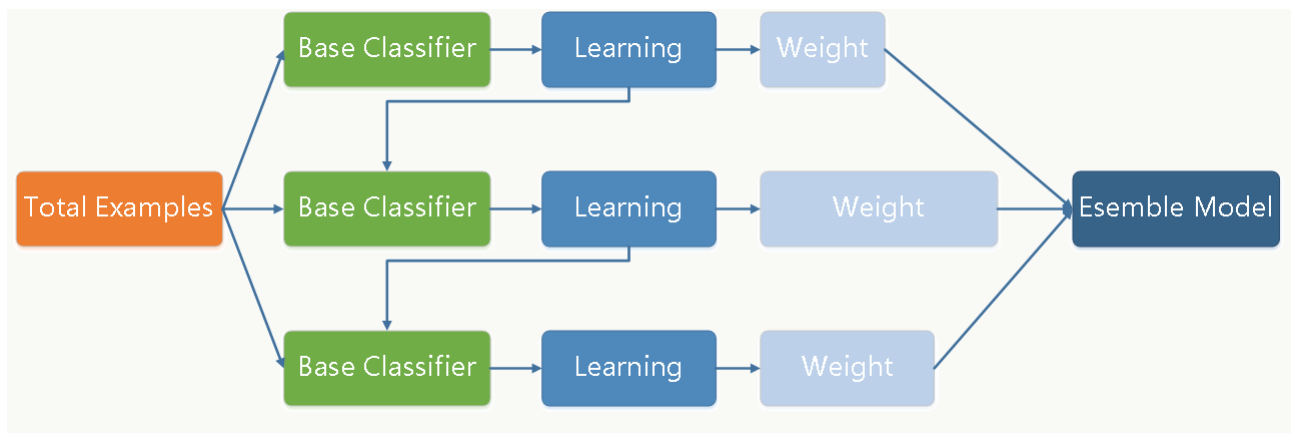 Base Classifier
Learning
Weight
Total Examples
Base Classifier
Learning
Weight
Esemble Model
Base Classifier
Learning
Weight